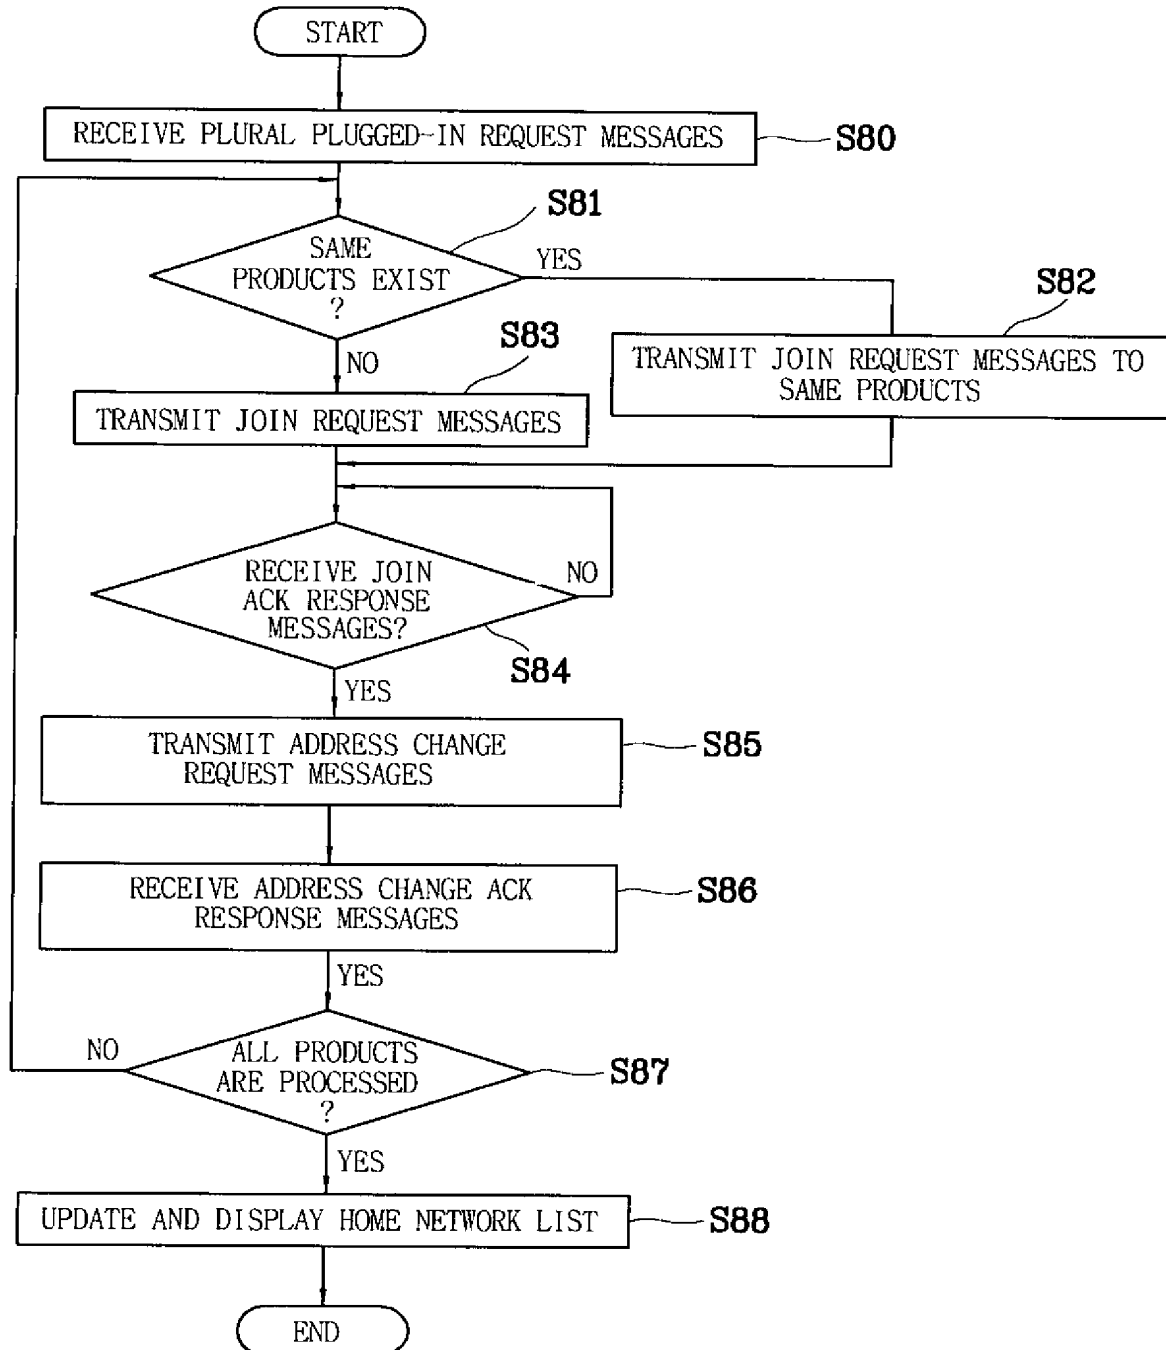 START
RECEIVE PLURAL PLUGGED-IN REQUEST MESSAGES
S80
S81
SAME
PRODUCTS EXIST
?
YES
S82
S83
NO
TRANSMIT JOIN REQUEST MESSAGES TO
SAME PRODUCTS
TRANSMIT JOIN REQUEST MESSAGES
RECEIVE JOIN
ACK RESPONSE
MESSAGES?
NO
S84
YES
TRANSMIT ADDRESS CHANGE
REQUEST MESSAGES
S85
RECEIVE ADDRESS CHANGE ACK
RESPONSE MESSAGES
S86
YES
NO
ALL PRODUCTS
ARE PROCESSED
?
S87
YES
UPDATE AND DISPLAY HOME NETWORK LIST
S88
END